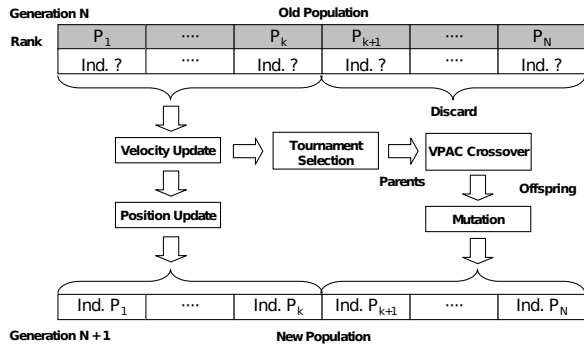 Generation N Old Population
Rank P1 .... Pk Pk+1 .... PN
Ind. ? .... Ind. ? Ind. ? .... Ind. ?
Discard
Velocity Update Tournament Selection VPAC Crossover
Parents Offspring
Position Update Mutation
Ind. P1 .... Ind. Pk Ind. Pk+1 .... Ind. PN
Generation N + 1 New Population